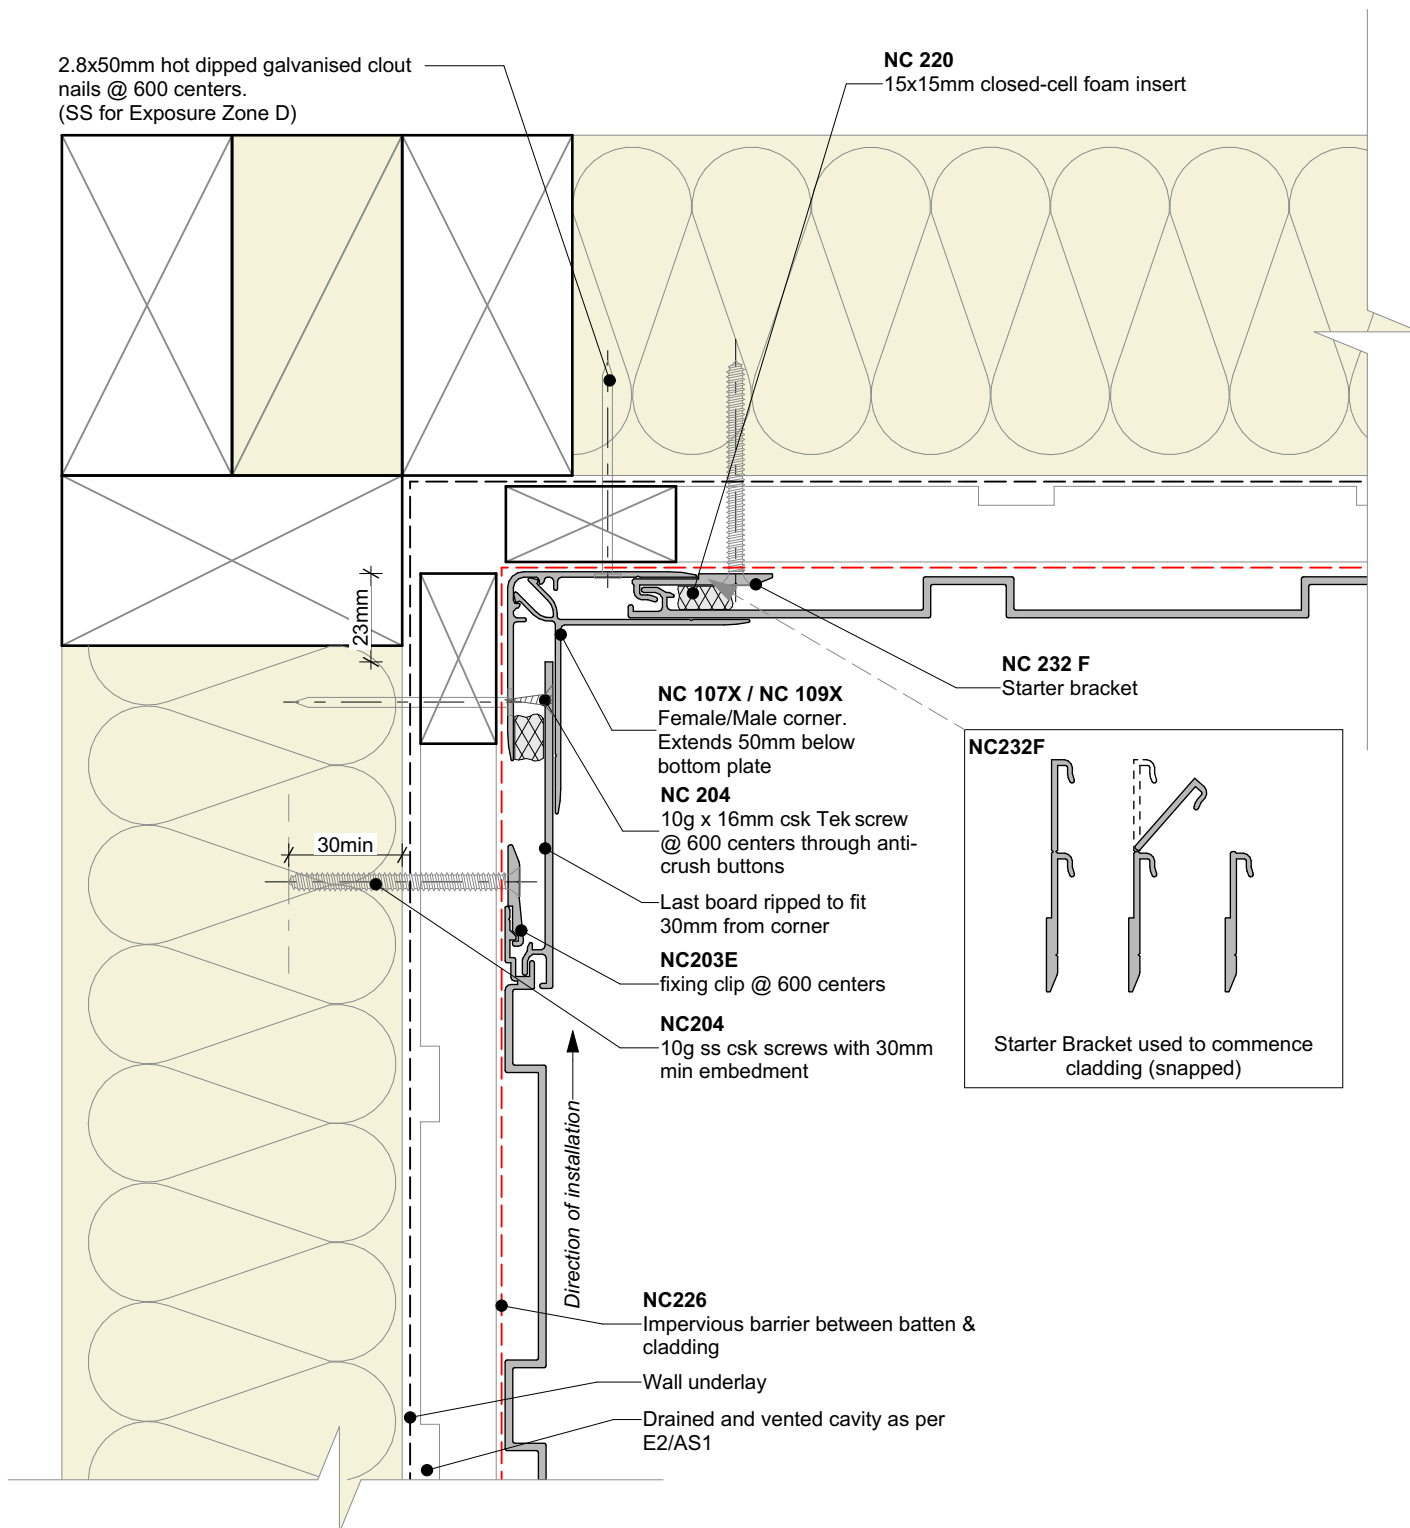 2.8x50mm hot dipped galvanised clout
nails @ 600 centers.
(SS for Exposure Zone D)
NC 220
15x15mm closed-cell foam insert
23mm
NC 232 F
Starter bracket
NC 107X / NC 109X
Female/Male corner.
Extends 50mm below
bottom plate
NC 204
10g x 16mm csk Tek screw
@ 600 centers through anti-
crush buttons
30min
Last board ripped to fit
30mm from corner
NC203E
fixing clip @ 600 centers
NC204
10g ss csk screws with 30mm
min embedment
NC232F
Starter Bracket used to commence
cladding (snapped)
Direction of installation
NC226
Impervious barrier between batten &
cladding
Wall underlay
Drained and vented cavity as per
E2/AS1